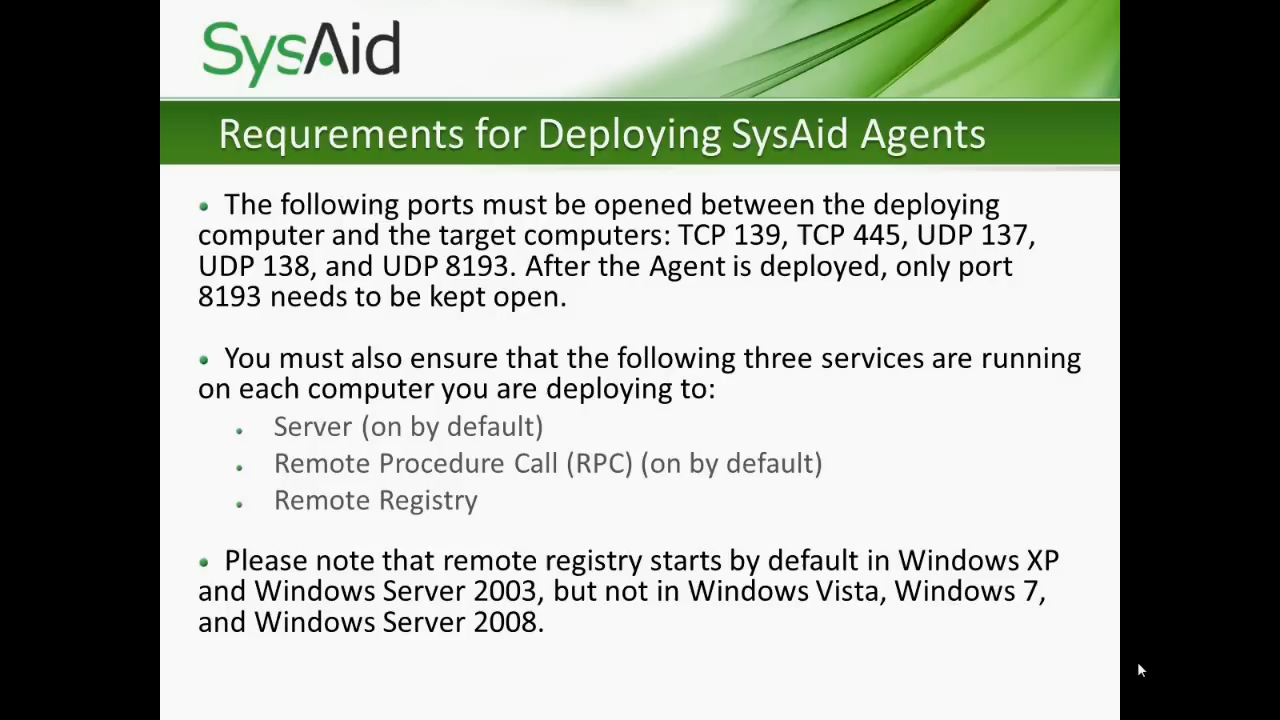 SysAid
Requrements for Deploying SysAid Agents
• The following ports must be opened between the deploying
computer and the target computers: TCP 139, TCP 445, UDP 137,
UDP 138, and UDP 8193. After the Agent is deployed, only port
8193 needs to be kept open.
• You must also ensure that the following three services are running
on each computer you are deploying to:
• Server (on by default)
• Remote Procedure Call (RPC) (on by default)
• Remote Registry
• Please note that remote registry starts by default in Windows XP
and Windows Server 2003, but not in Windows Vista, Windows 7,
and Windows Server 2008.